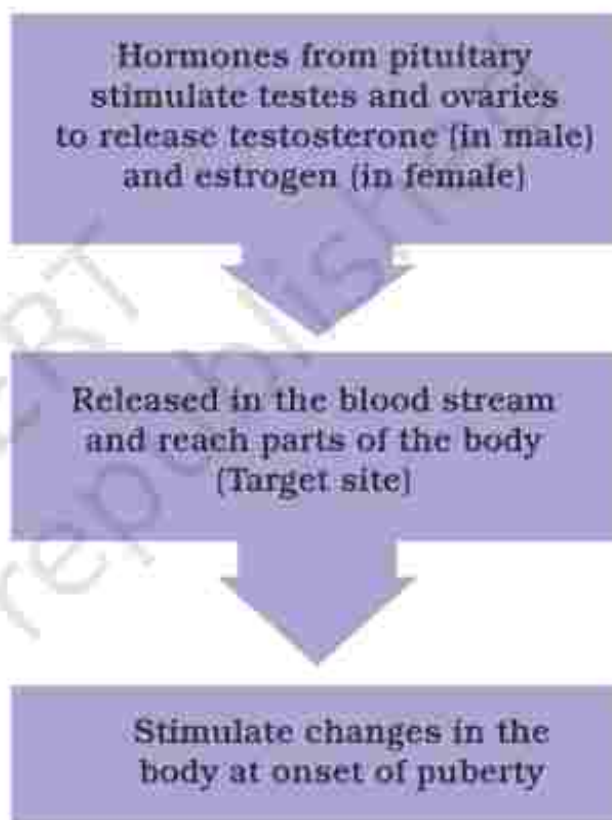 Hormones from pituitary
stimulate testes and ovaries
to release testosterone (in male)
and estrogen (in female)
Released in the blood stream
and reach parts of the body
(Target site)
Stimulate changes in the
body at onset of puberty